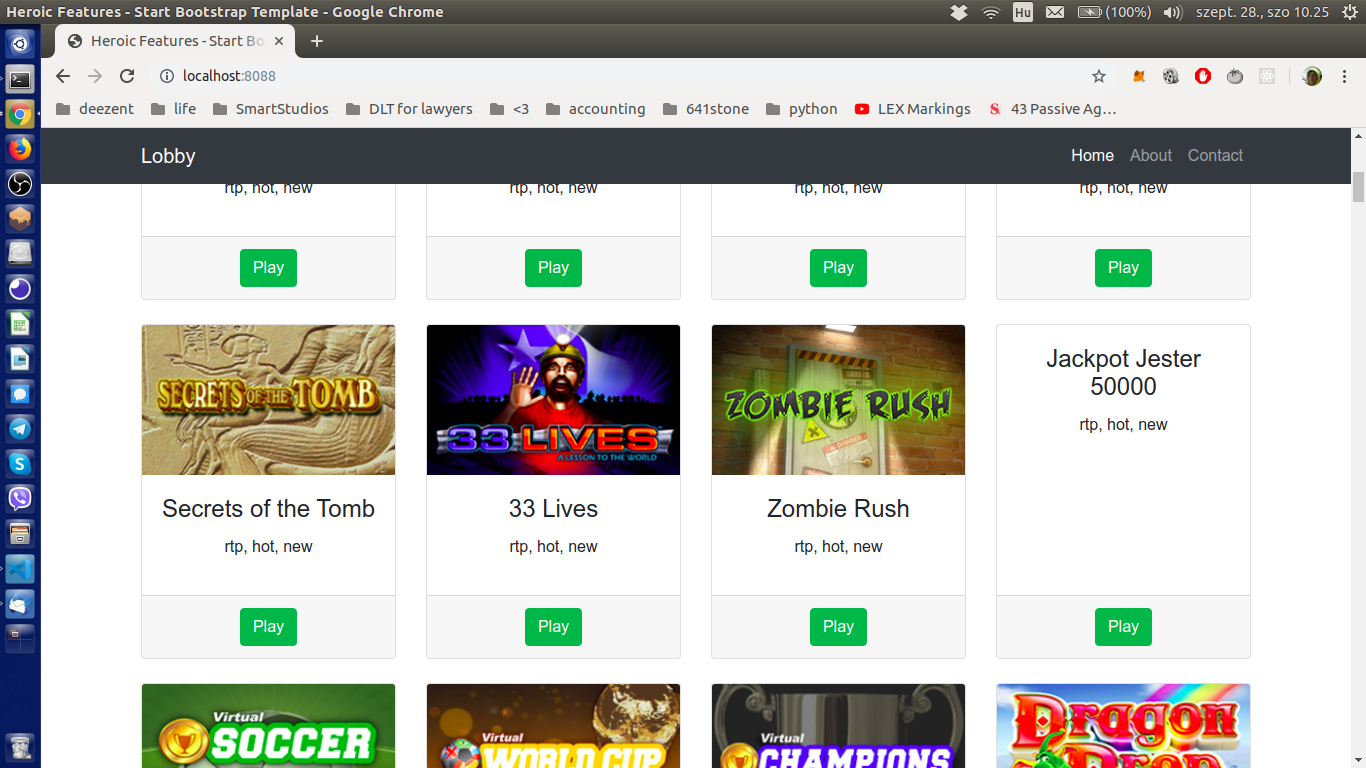 Heroic Features - Start Bootstrap Template - Google Chrome
Hu
(100%)
szept. 28., szo 10.25
Heroic Features - Start Bo
localhost:8088
deezent
life
SmartStudios
DLT for lawyers
<3
accounting
641stone
python
LEX Markings
43 Passive Ag…
Lobby
Home
About
Contact
rtp, hot, new
rtp, hot, new
rtp, hot, new
rtp, hot, new
Play
Play
Play
Play
SECRETS OF THE TOMB
Secrets of the Tomb
rtp, hot, new
Play
33 LIVES
A LESSON TO THE WORLD
33 Lives
rtp, hot, new
Play
ZOMBIE RUSH
Zombie Rush
rtp, hot, new
Play
Jackpot Jester
50000
rtp, hot, new
Play
Virtual
SOCCER
Virtual
WORLD CUP
Virtual
CHAMPIONS
Dragon
Drop